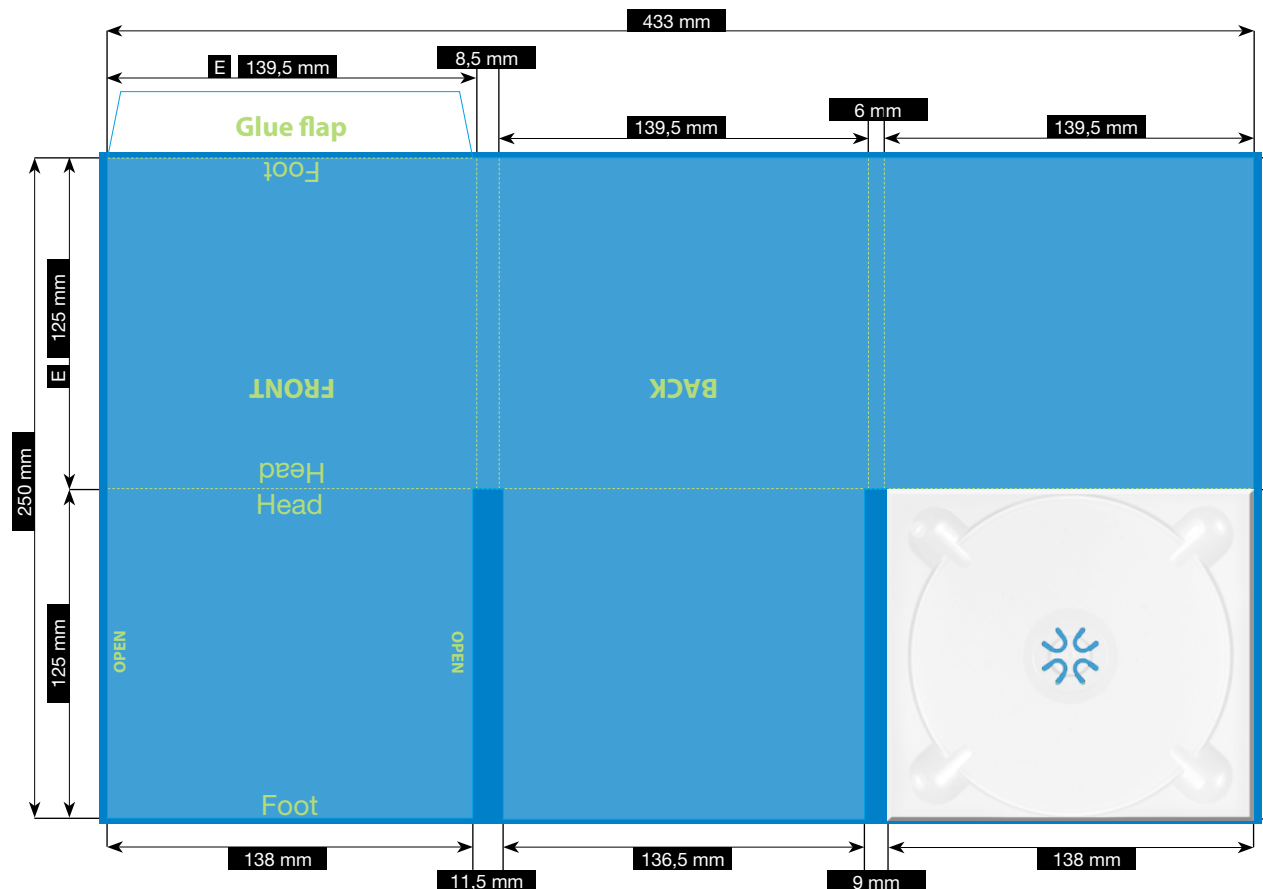 433 mm
8,5 mm
E 139,5 mm
6 mm
139,5 mm
139,5 mm
Glue flap
Foot
E 125 mm
FRONT
BACK
Head
250 mm
Head
125 mm
OPEN
OPEN
Foot
138 mm
136,5 mm
138 mm
11,5 mm
9 mm